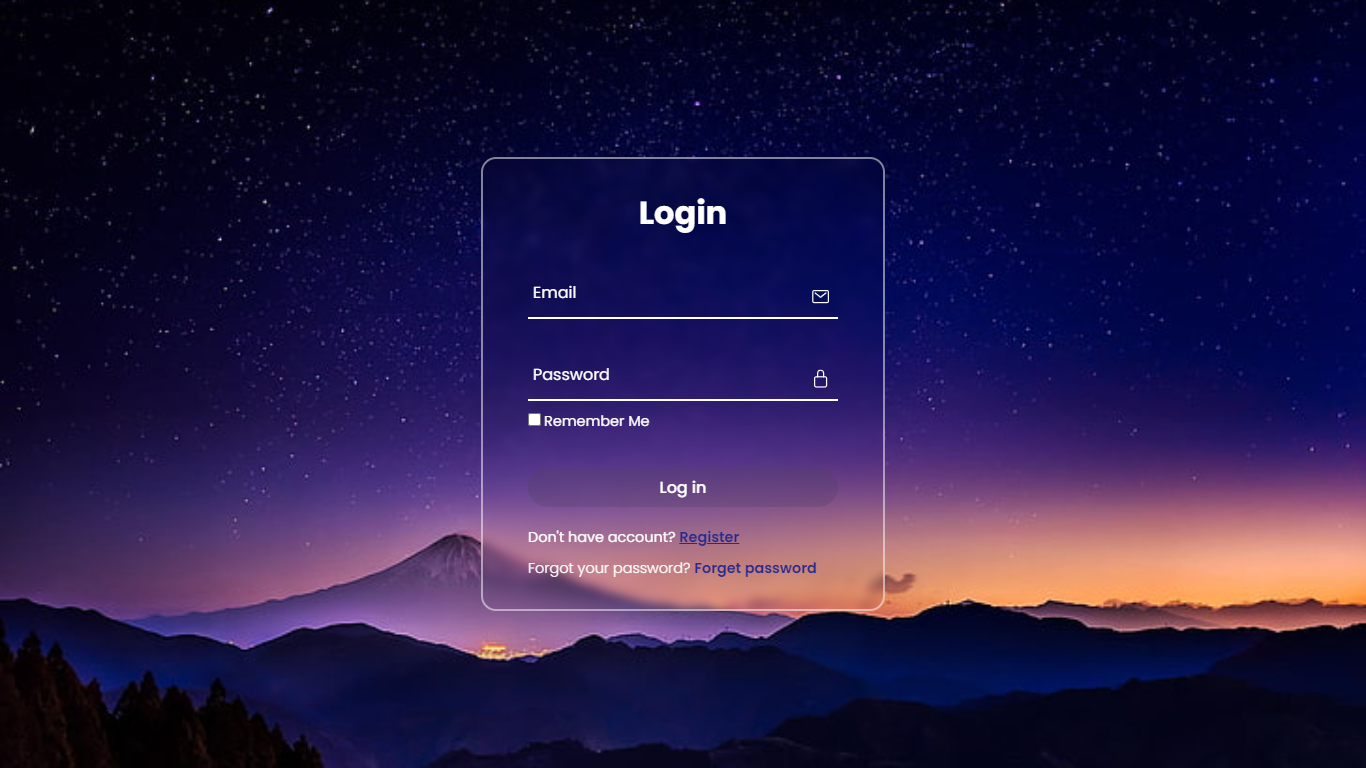 Login
Email
Password
Remember Me
Log in
Don't have account? Register
Forgot your password? Forget password